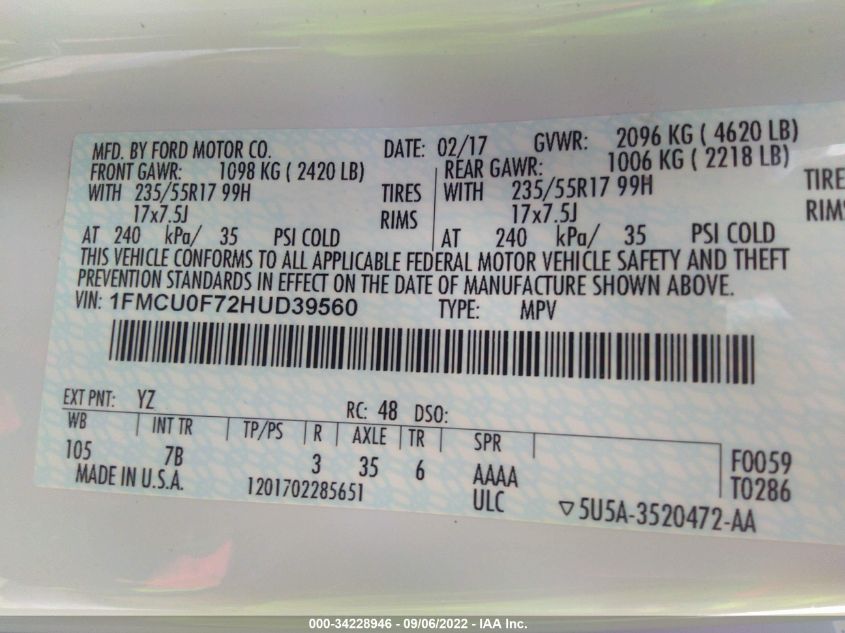 MFD. BY FORD MOTOR CO. DATE: 02/17 GVWR: 2096 KG ( 4620 LB)
FRONT GAWR: 1098 KG ( 2420 LB) REAR GAWR: 1006 KG ( 2218 LB)
WITH 235/55R17 99H TIRES WITH 235/55R17 99H TIRE
17x7.5J RIMS 17x7.5J RIMS
AT 240 kPa/ 35 PSI COLD AT 240 kPa/ 35 PSI COLD
THIS VEHICLE CONFORMS TO ALL APPLICABLE FEDERAL MOTOR VEHICLE SAFETY AND THEFT
PREVENTION STANDARDS IN EFFECT ON THE DATE OF MANUFACTURE SHOWN ABOVE.
VIN: 1FMCU0F72HUD39560 TYPE: MPV
EXT PNT: YZ RC: 48 DSO:
WB INT TR TP/PS R AXLE TR SPR
105 7B 3 35 6 AAAA F0059
MADE IN U.S.A. 1201702285651 ULC T0286
▽5U5A-3520472-AA
000-34228946 - 09/06/2022 - IAA Inc.